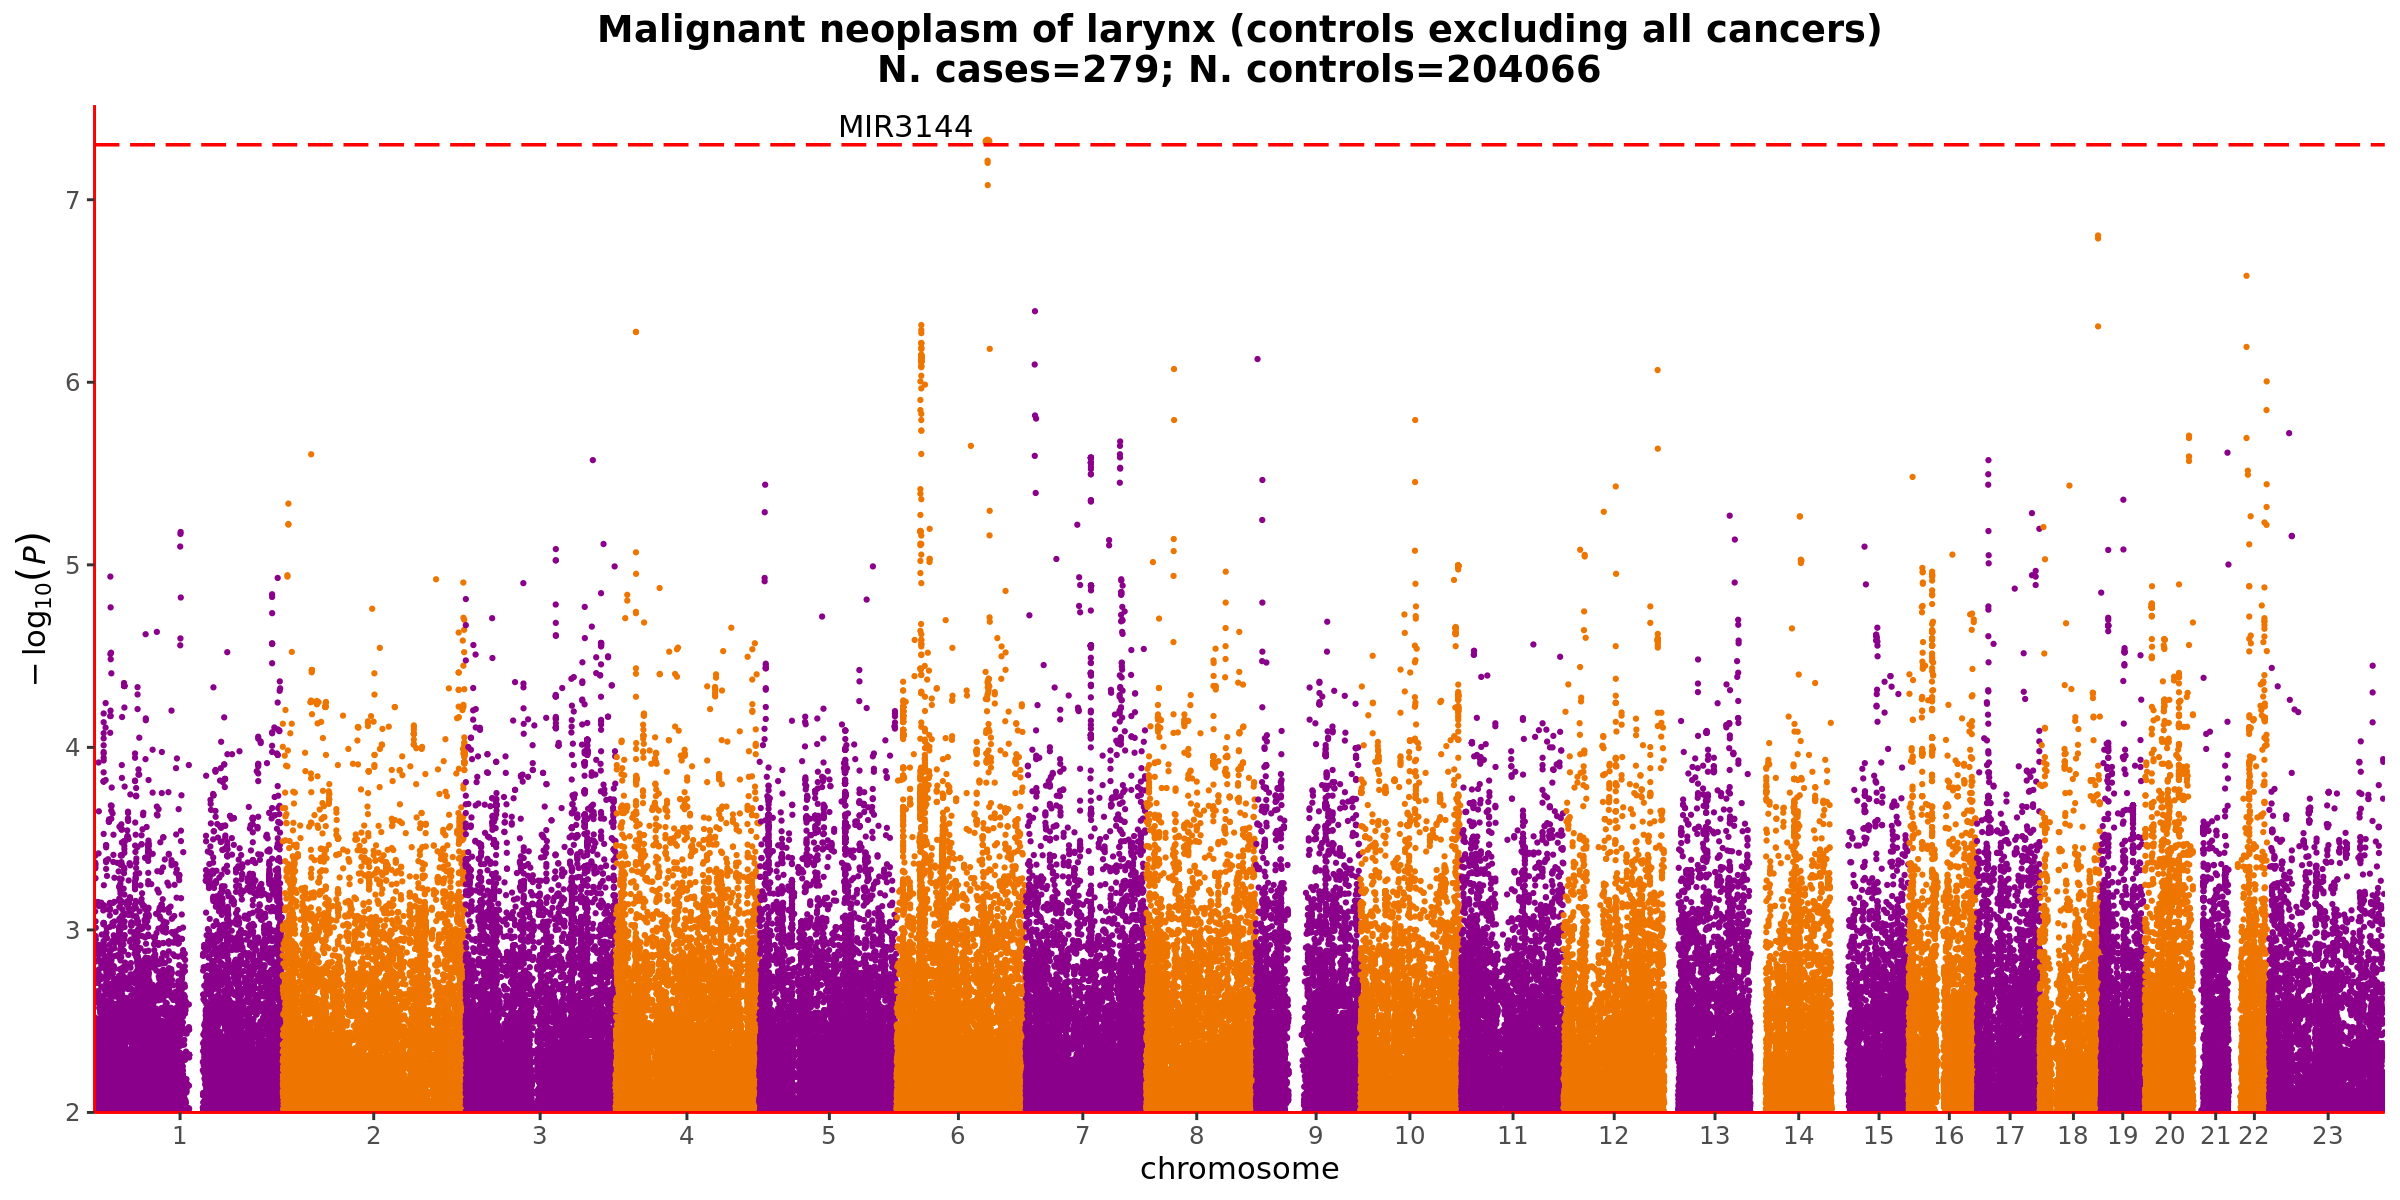 Malignant neoplasm of larynx (controls excluding all cancers)
N. cases=279; N. controls=204066
MIR3144
7
6
5
4
3
2
−log10(P)
1 2 3 4 5 6 7 8 9 10 11 12 13 14 15 16 17 18 19 20 21 22 23
chromosome